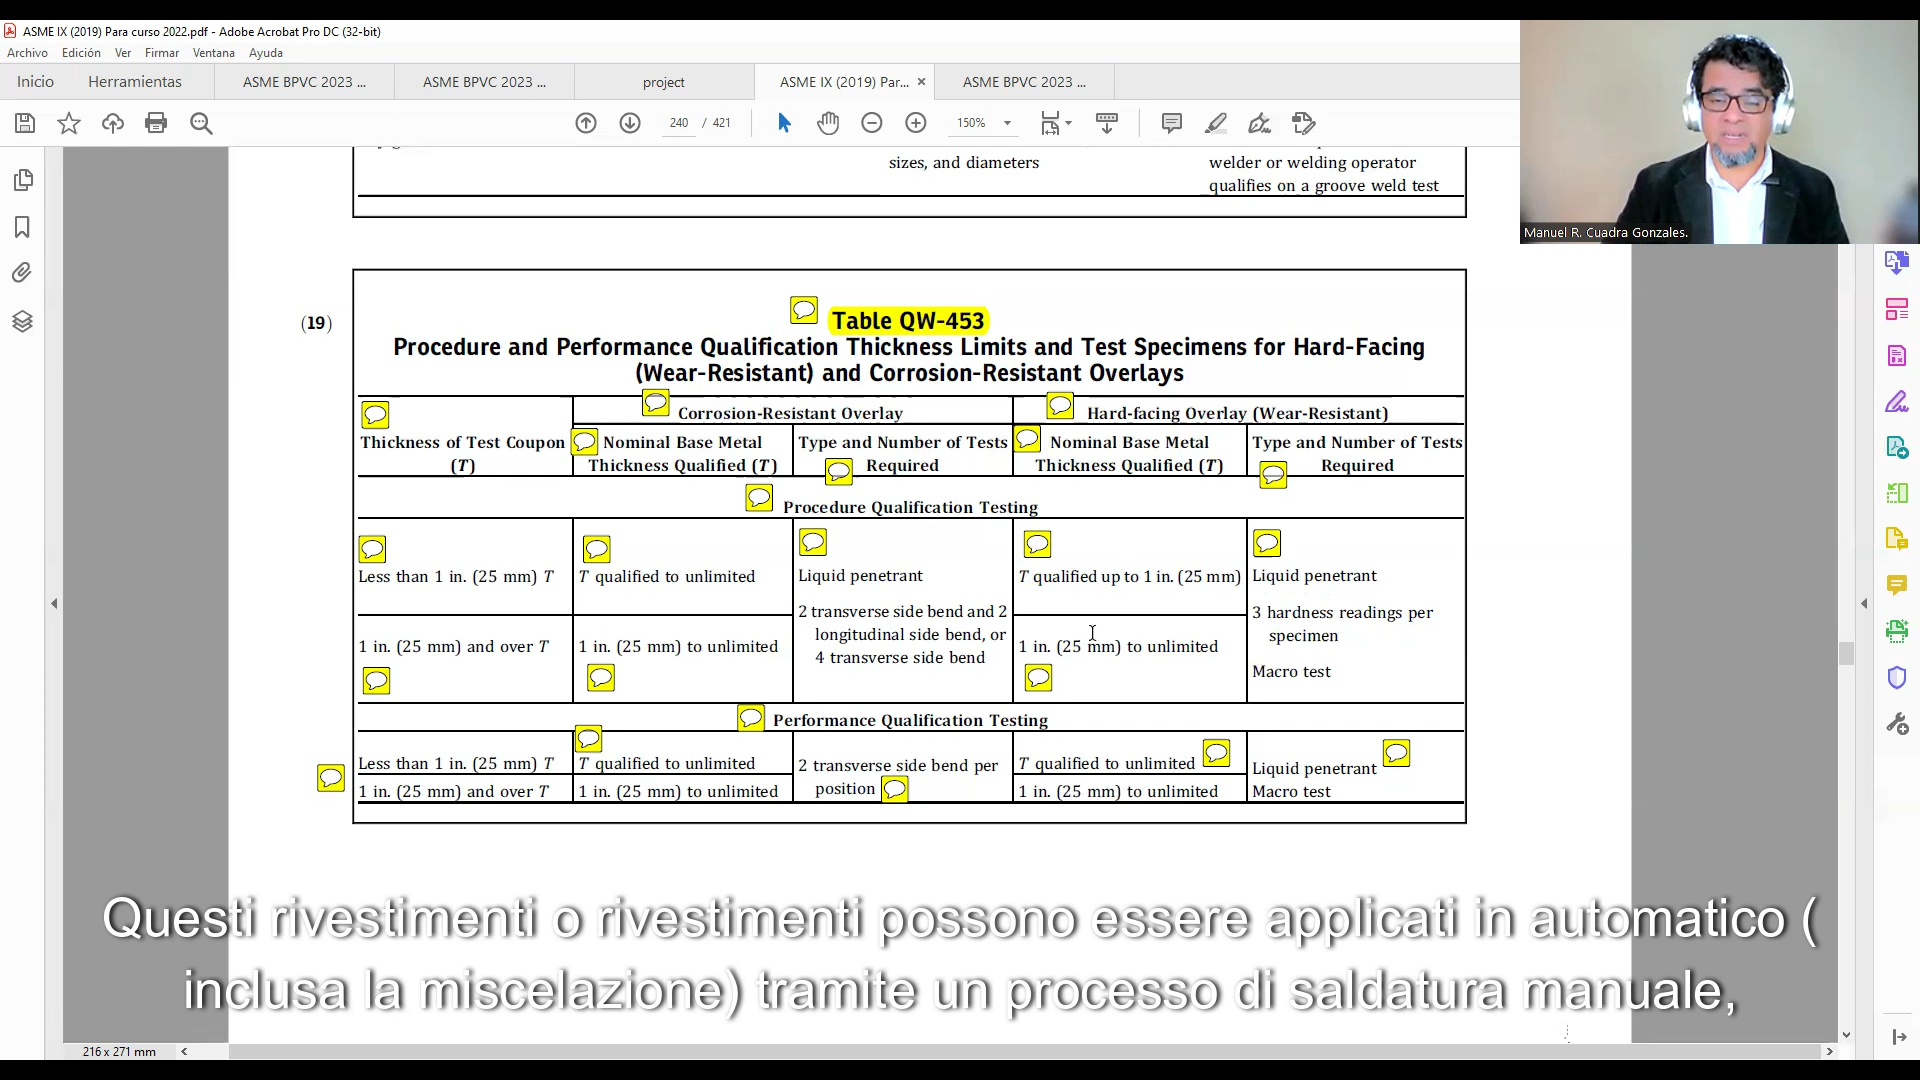 ASME IX (2019) Para curso 2022.pdf - Adobe Acrobat Pro DC (32-bit)
Archivo Edición Ver Firmar Ventana Ayuda
Inicio Herramientas ASME BPVC 2023 ... ASME BPVC 2023 ... project ASME IX (2019) Par... × ASME BPVC 2023 ...
240 / 421 150%
sizes, and diameters
welder or welding operator
qualifies on a groove weld test
Manuel R. Cuadra Gonzales.
(19)
Table QW-453
Procedure and Performance Qualification Thickness Limits and Test Specimens for Hard-Facing
(Wear-Resistant) and Corrosion-Resistant Overlays
Corrosion-Resistant Overlay Hard-facing Overlay (Wear-Resistant)
Thickness of Test Coupon Nominal Base Metal Type and Number of Tests Nominal Base Metal Type and Number of Tests
(T) Thickness Qualified (T) Required Thickness Qualified (T) Required
Procedure Qualification Testing
Less than 1 in. (25 mm) T T qualified to unlimited Liquid penetrant T qualified up to 1 in. (25 mm) Liquid penetrant
2 transverse side bend and 2 3 hardness readings per
longitudinal side bend, or specimen
1 in. (25 mm) and over T 1 in. (25 mm) to unlimited 4 transverse side bend 1 in. (25 mm) to unlimited
Macro test
Performance Qualification Testing
Less than 1 in. (25 mm) T T qualified to unlimited 2 transverse side bend per T qualified to unlimited Liquid penetrant
1 in. (25 mm) and over T 1 in. (25 mm) to unlimited position 1 in. (25 mm) to unlimited Macro test
Questi rivestimenti o rivestimenti possono essere applicati in automatico (
inclusa la miscelazione) tramite un processo di saldatura manuale,
216 x 271 mm